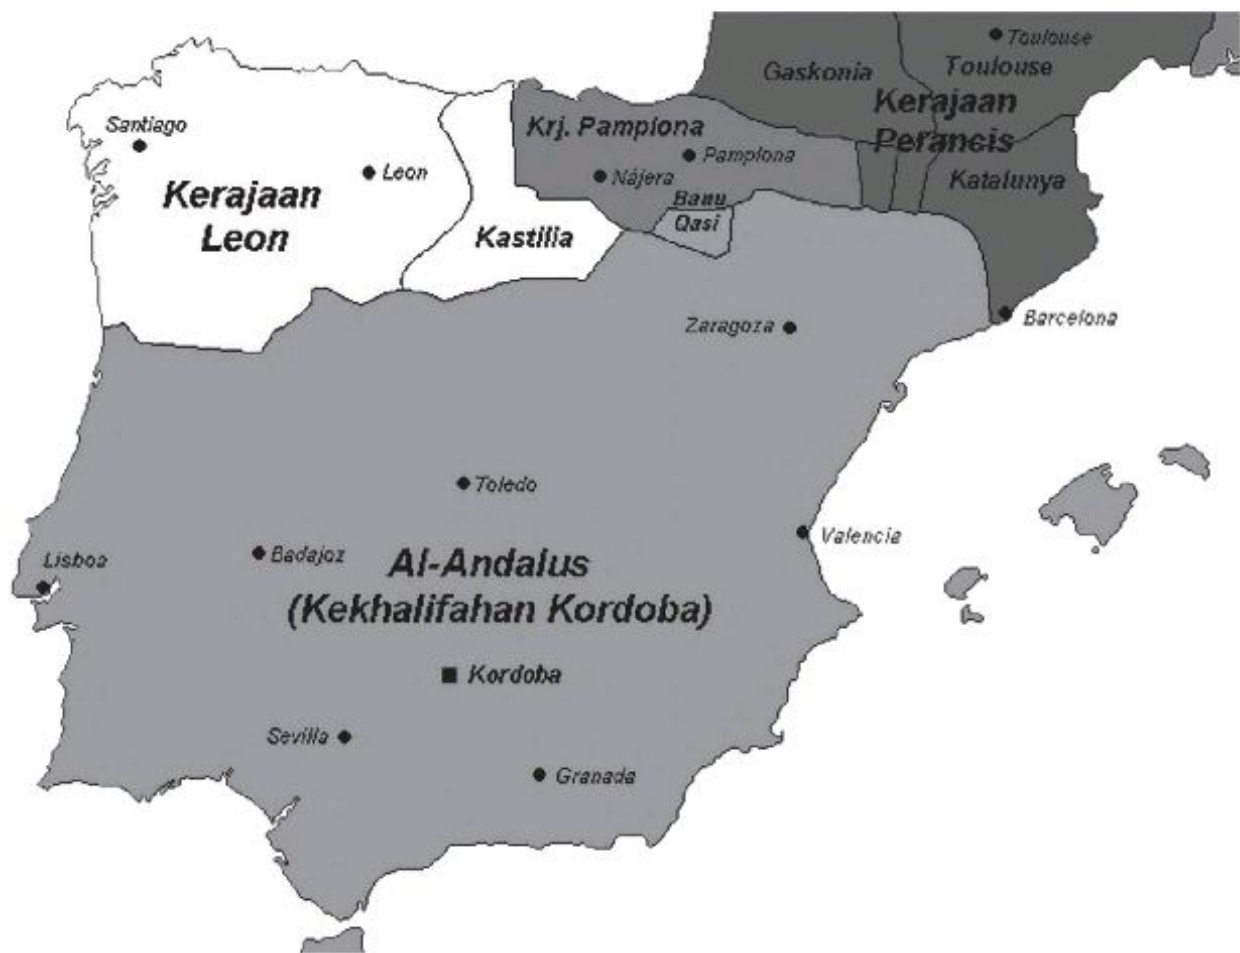 Toulouse
Gaskonia
Toulouse
Kerajaan
Perancis
Santiago
Krj. Pamplona
Pamplona
Leon
Nájera
Katalunya
Kerajaan
Leon
Banu
Qasi
Kastilia
Zaragoza
Barcelona
Toledo
Valencia
Lisboa
Badajoz
Al-Andalus
(Kekhalifahan Kordoba)
Kordoba
Sevilla
Granada